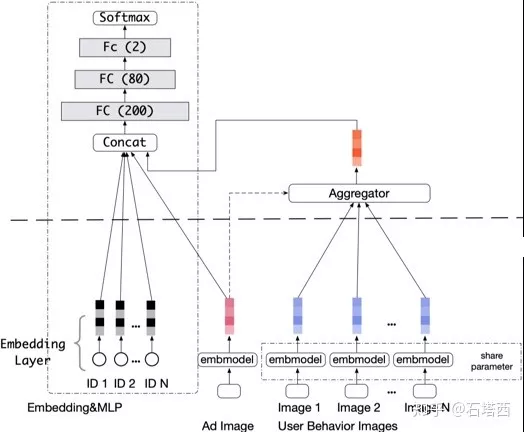 Softmax
Fc (2)
FC (80)
FC (200)
Concat
Aggregator
Embedding
Layer
embmodel
embmodel
embmodel
embmodel
share
parameter
ID 1
ID 2
ID N
Image 1
Image 2
Image N
Embedding&MLP
Ad Image
User Behavior Images
知乎 @石塔西